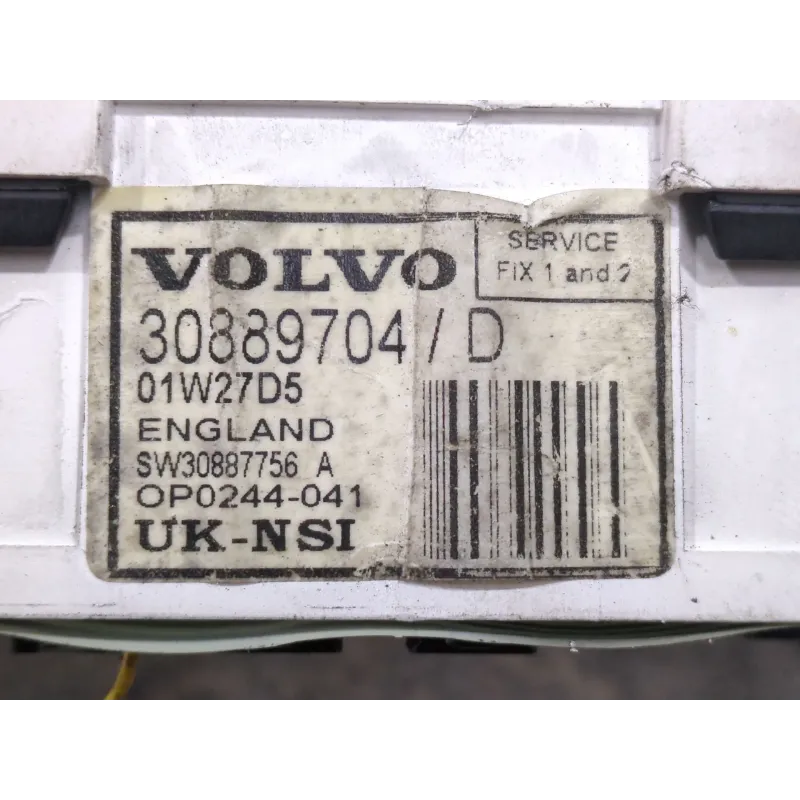 VOLVO
SERVICE
FIX 1 and 2
30889704 / D
01W27D5
ENGLAND
SW30887756 A
OP0244-041
UK-NSI